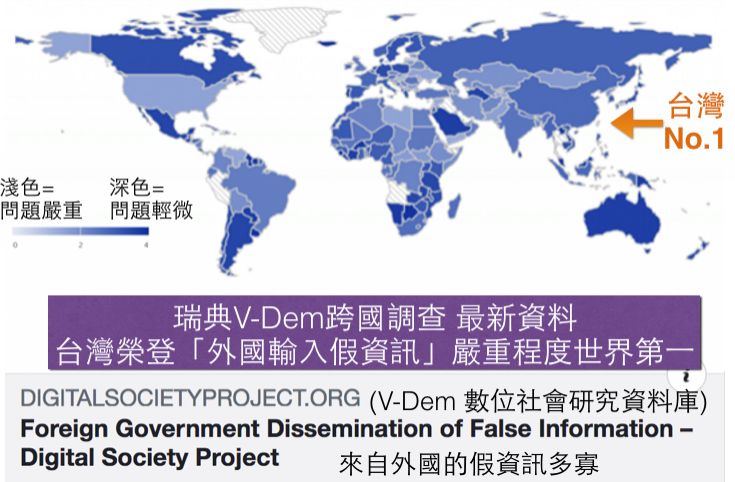 台灣
No.1
淺色=
問題嚴重
深色=
問題輕微
0 2 4
瑞典V-Dem跨國調查 最新資料
台灣榮登「外國輸入假資訊」嚴重程度世界第一
i
DIGITALSOCIETYPROJECT.ORG (V-Dem 數位社會研究資料庫)
Foreign Government Dissemination of False Information –
Digital Society Project 來自外國的假資訊多寡